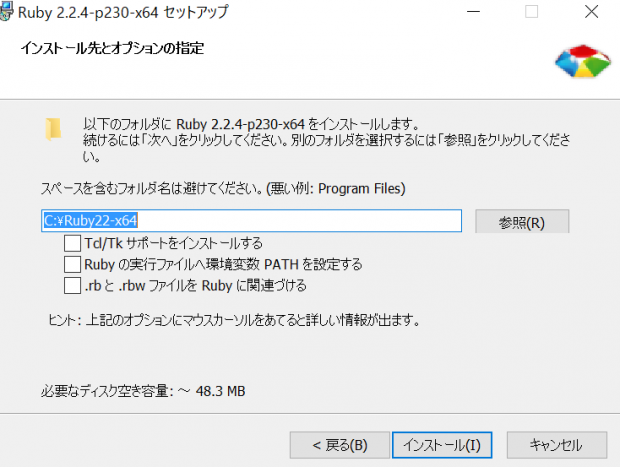 Ruby 2.2.4-p230-x64 セットアップ
インストール先とオプションの指定
以下のフォルダに Ruby 2.2.4-p230-x64 をインストールします。
続けるには「次へ」をクリックしてください。別のフォルダを選択するには「参照」をクリックしてくださ
い。
スペースを含むフォルダ名は避けてください。(悪い例: Program Files)
C:¥Ruby22-x64
参照(R)
Tcl/Tk サポートをインストールする
Ruby の実行ファイルへ環境変数 PATH を設定する
.rb と .rbw ファイルを Ruby に関連づける
ヒント: 上記のオプションにマウスカーソルをあてると詳しい情報が出ます。
必要なディスク空き容量: ～ 48.3 MB
< 戻る(B) インストール(I) キャンセル